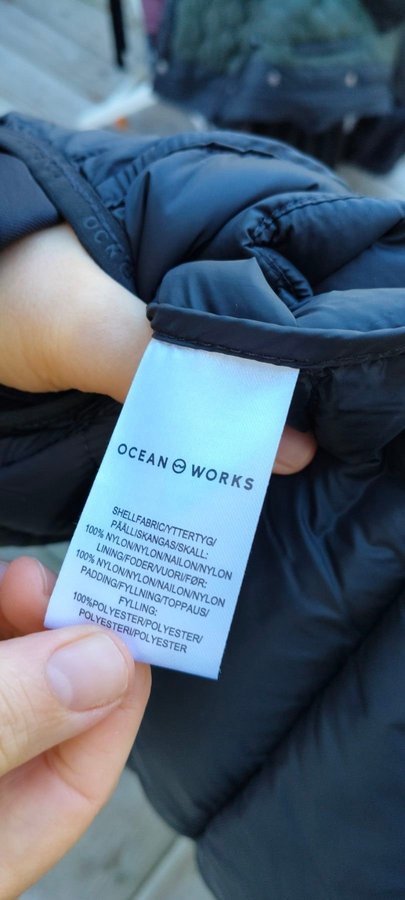 OCEAN WORKS
SHELLFABRIC/YTTERTYG/
PÄÄLLISKANGAS/SKALL:
100% NYLON/NYLON/NAILON/NYLON
LINING/FODER/VUORI/FØR:
100% NYLON/NYLON/NAILON/NYLON
PADDING/FYLLNING/TOPPAUS/
FYLLING:
100%POLYESTER/POLYESTER/
POLYESTERI/POLYESTER